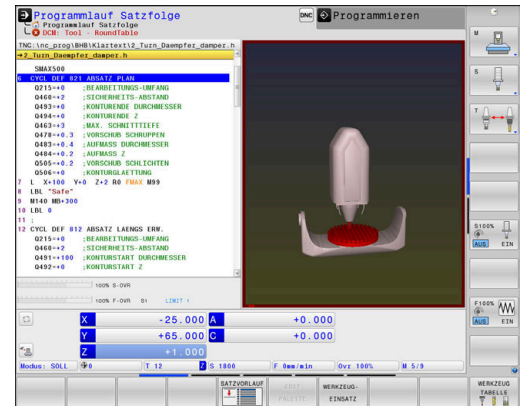 Programmlauf Satzfolge
Programmlauf Satzfolge
DCM: Tool - RoundTable
DNC
Programmieren
TNC:\nc_prog\BHB\Klartext\2_Turn_Daempfer_damper.h
→2_Turn_Daempfer_damper.h
SMAX500
6 CYCL DEF 821 ABSATZ PLAN
Q215=+0 ;BEARBEITUNGS-UMFANG
Q460=+2 ;SICHERHEITS-ABSTAND
Q493=+0 ;KONTURENDE DURCHMESSER
Q494=+0 ;KONTURENDE Z
Q463=+3 ;MAX. SCHNITTTIEFE
Q478=+0.3 ;VORSCHUB SCHRUPPEN
Q483=+0.4 ;AUFMASS DURCHMESSER
Q484=+0.2 ;AUFMASS Z
Q505=+0.2 ;VORSCHUB SCHLICHTEN
Q506=+0 ;KONTURGLAETTUNG
7 L X+100 Y+0 Z+2 R0 FMAX M99
8 LBL "Safe"
9 M140 MB+300
10 LBL 0
11 ;
12 CYCL DEF 812 ABSATZ LAENGS ERW.
Q215=+0 ;BEARBEITUNGS-UMFANG
Q460=+2 ;SICHERHEITS-ABSTAND
Q491=+100 ;KONTURSTART DURCHMESSER
Q492=+0 ;KONTURSTART Z
100% S-OVR
100% F-OVR S1 LIMIT 1
X -25.000 A +0.000
Y +65.000 C +0.000
Z +1.000
Modus: SOLL 0 T 12 Z S 1800 F 0mm/min Ovr 100% M 5/9
SATZVORLAUF
EDIT
PALETTE
WERKZEUG-
EINSATZ
WERKZEUG
TABELLE
M
S
T
S100%
AUS EIN
F100%
AUS EIN